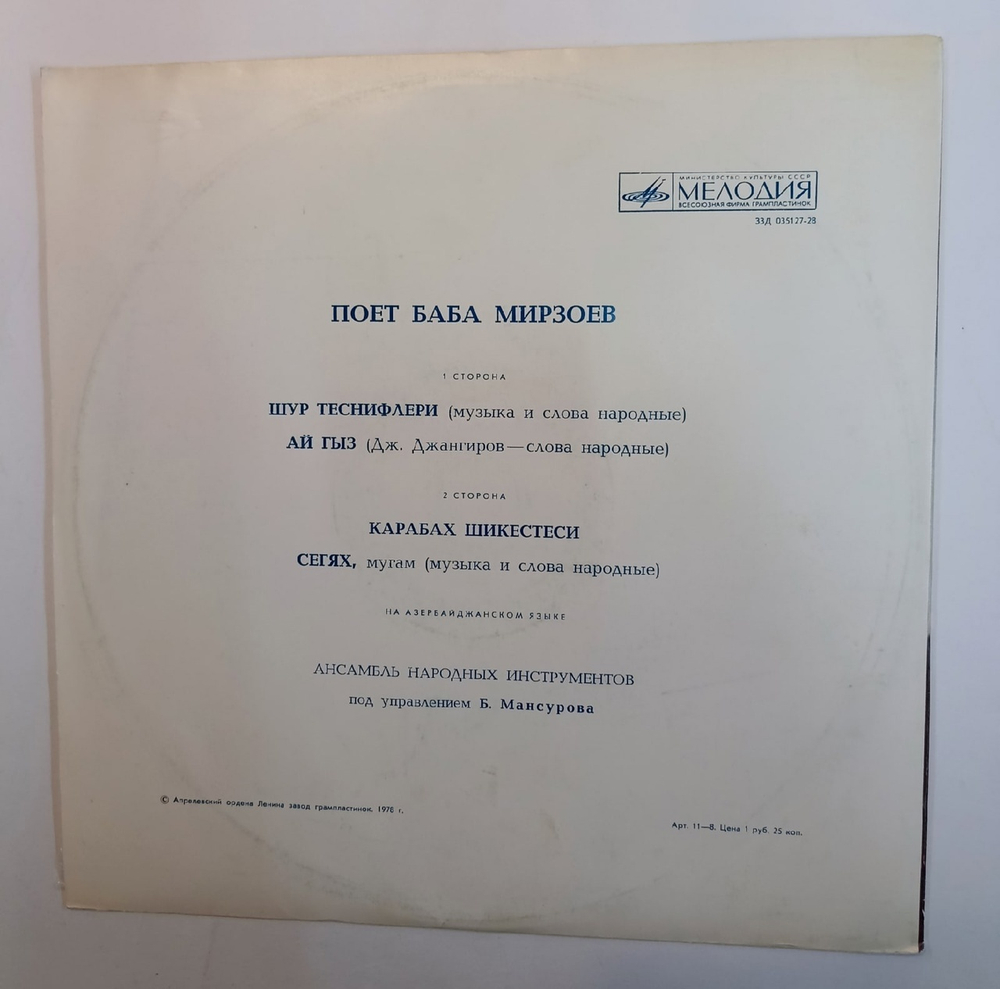 МИНИСТЕРСТВО КУЛЬТУРЫ СССР
МЕЛОДИЯ
ВСЕСОЮЗНАЯ ФИРМА ГРАМПЛАСТИНОК
33Д 035127-28
ПОЕТ БАБА МИРЗОЕВ
1 СТОРОНА
ШУР ТЕСНИФЛЕРИ (музыка и слова народные)
АЙ ГЫЗ (Дж. Джангиров — слова народные)
2 СТОРОНА
КАРАБАХ ШИКЕСТЕСИ
СЕГЯХ, мугам (музыка и слова народные)
НА АЗЕРБАЙДЖАНСКОМ ЯЗЫКЕ
АНСАМБЛЬ НАРОДНЫХ ИНСТРУМЕНТОВ
под управлением Б. Мансурова
© Апрелевский ордена Ленина завод грампластинок. 1978 г.
Арт. 11—8. Цена 1 руб. 25 коп.